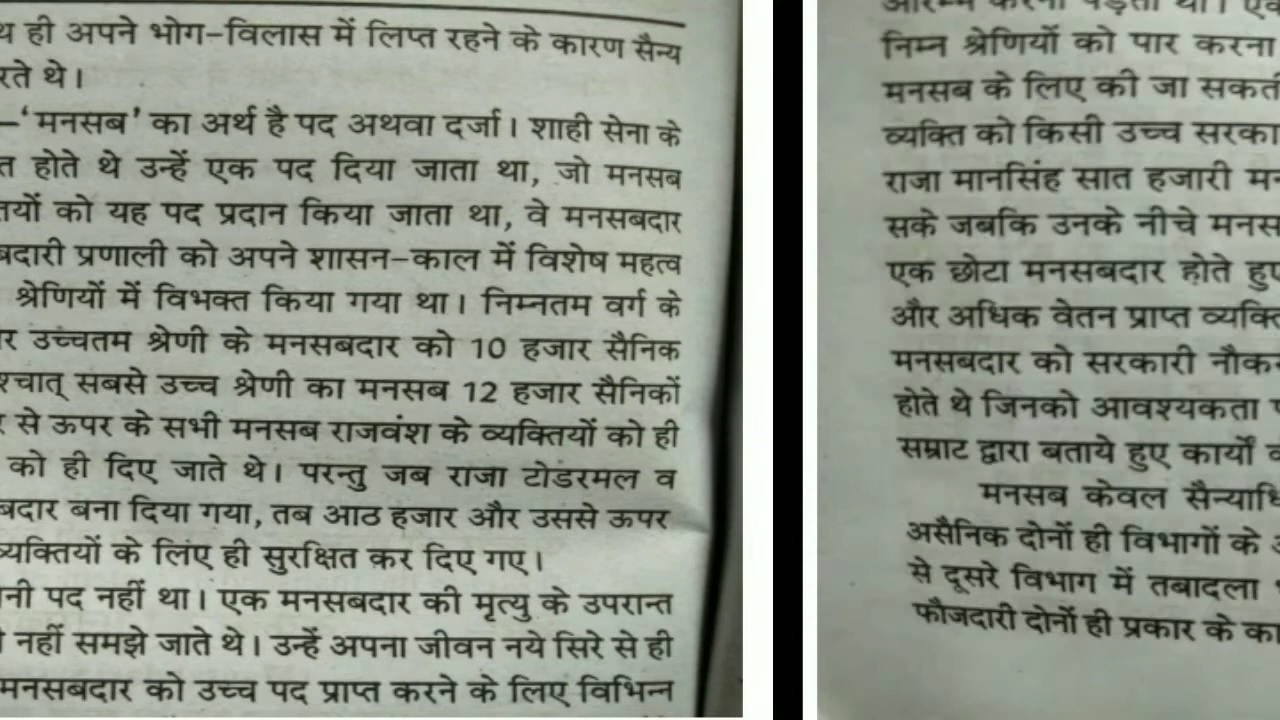 ही अपने भोग-विलास में लिप्त रहने के कारण सैन्य
रते थे।
–'मनसब' का अर्थ है पद अथवा दर्जा। शाही सेना के
त होते थे उन्हें एक पद दिया जाता था, जो मनसब
तयों को यह पद प्रदान किया जाता था, वे मनसबदार
बदारी प्रणाली को अपने शासन-काल में विशेष महत्व
श्रेणियों में विभक्त किया गया था। निम्नतम वर्ग के
र उच्चतम श्रेणी के मनसबदार को 10 हजार सैनिक
श्चात् सबसे उच्च श्रेणी का मनसब 12 हजार सैनिकों
से ऊपर के सभी मनसब राजवंश के व्यक्तियों को ही
को ही दिए जाते थे। परन्तु जब राजा टोडरमल व
बदार बना दिया गया, तब आठ हजार और उससे ऊपर
व्यक्तियों के लिए ही सुरक्षित कर दिए गए।
नी पद नहीं था। एक मनसबदार की मृत्यु के उपरान्त
नहीं समझे जाते थे। उन्हें अपना जीवन नये सिरे से ही
मनसबदार को उच्च पद प्राप्त करने के लिए विभिन्न
आरम्भ करना पड़ता था।
निम्न श्रेणियों को पार करना
मनसब के लिए की जा सकती
व्यक्ति को किसी उच्च सरका
राजा मानसिंह सात हजारी मन
सके जबकि उनके नीचे मनस
एक छोटा मनसबदार होते हुए
और अधिक वेतन प्राप्त व्यक्ति
मनसबदार को सरकारी नौक
होते थे जिनको आवश्यकता
सम्राट द्वारा बताये हुए कार्यों
मनसब केवल सैन्याधि
असैनिक दोनों ही विभागों के
से दूसरे विभाग में तबादला
फौजदारी दोनों ही प्रकार के का